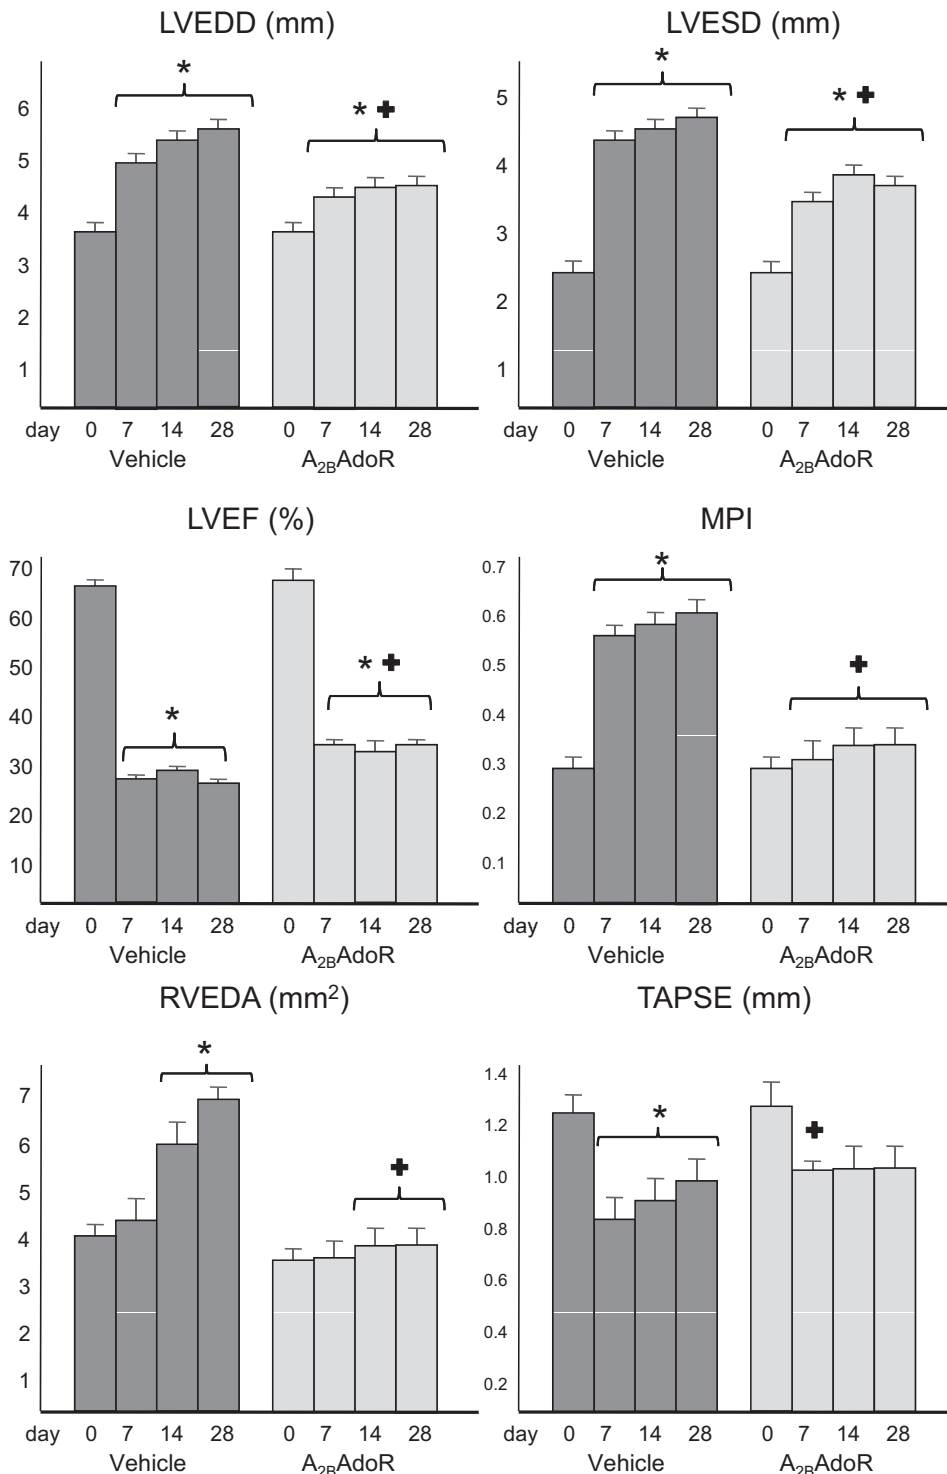 LVEDD (mm)
*
* ✚
6
5
4
3
2
1
day 0 7 14 28 0 7 14 28
Vehicle A₂BAdoR
LVESD (mm)
*
* ✚
5
4
3
2
1
day 0 7 14 28 0 7 14 28
Vehicle A₂BAdoR
LVEF (%)
*
* ✚
70
60
50
40
30
20
10
day 0 7 14 28 0 7 14 28
Vehicle A₂BAdoR
MPI
*
✚
0.7
0.6
0.5
0.4
0.3
0.2
0.1
day 0 7 14 28 0 7 14 28
Vehicle A₂BAdoR
RVEDA (mm²)
*
✚
7
6
5
4
3
2
1
day 0 7 14 28 0 7 14 28
Vehicle A₂BAdoR
TAPSE (mm)
*
✚
1.4
1.2
1.0
0.8
0.6
0.4
0.2
day 0 7 14 28 0 7 14 28
Vehicle A₂BAdoR